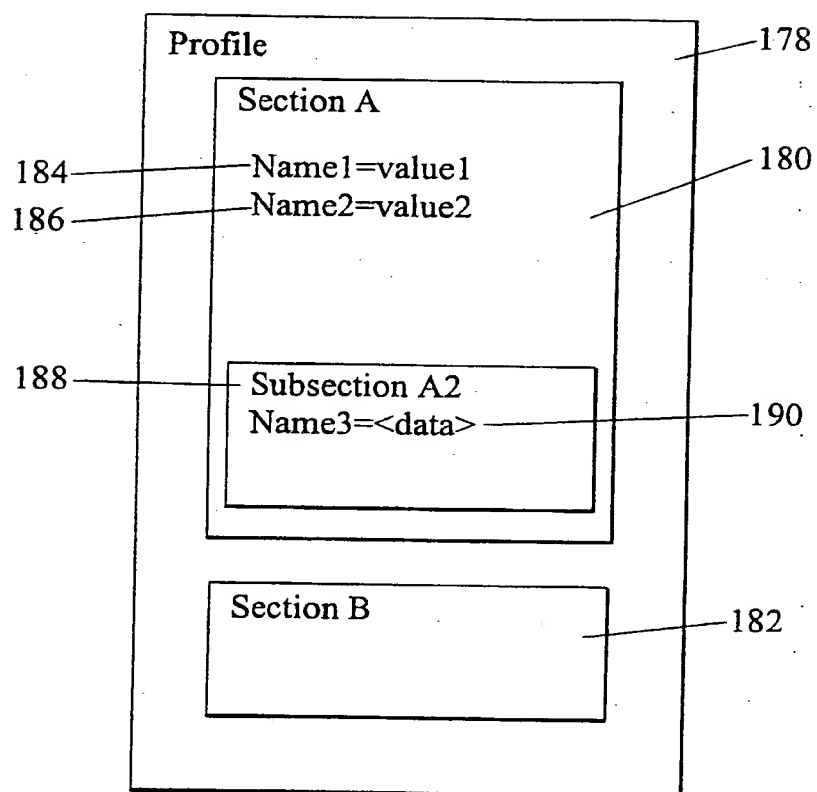 Profile
178
Section A
184
Name1=value1
180
186
Name2=value2
188
Subsection A2
Name3=<data>
190
Section B
182